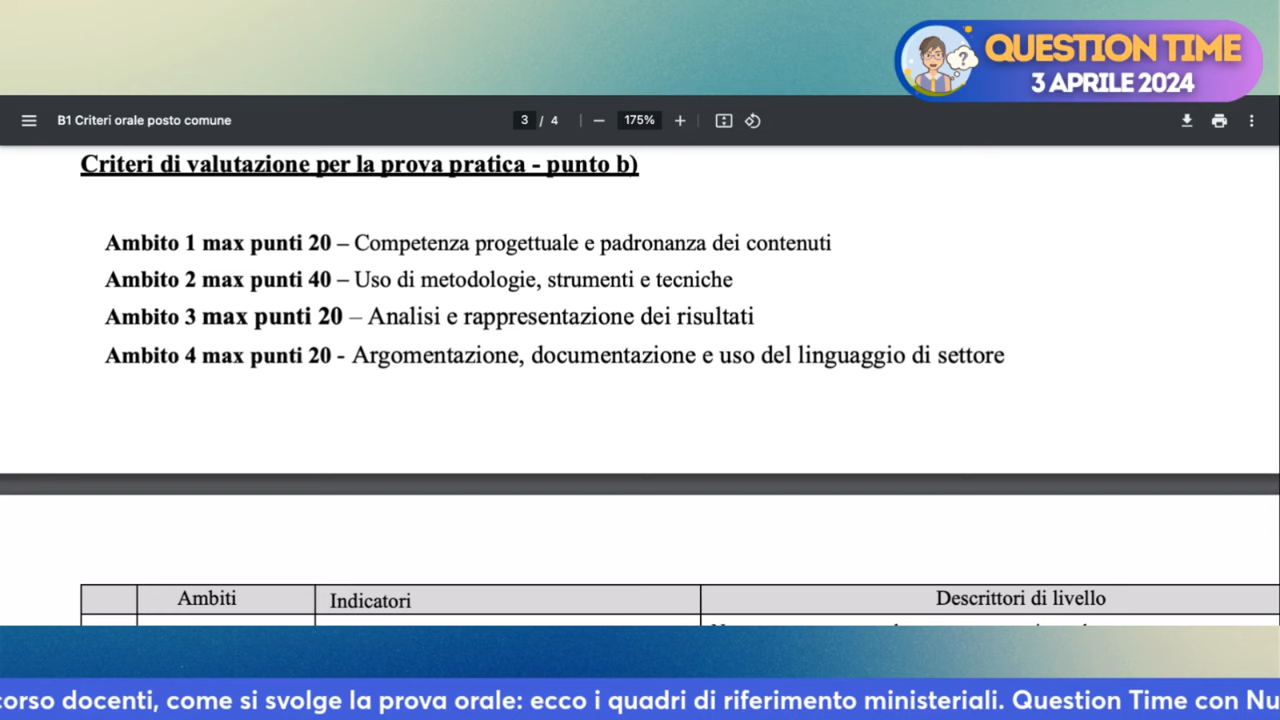 QUESTION TIME
3 APRILE 2024
B1 Criteri orale posto comune
3 / 4
175%
Criteri di valutazione per la prova pratica - punto b)
Ambito 1 max punti 20 – Competenza progettuale e padronanza dei contenuti
Ambito 2 max punti 40 – Uso di metodologie, strumenti e tecniche
Ambito 3 max punti 20 – Analisi e rappresentazione dei risultati
Ambito 4 max punti 20 - Argomentazione, documentazione e uso del linguaggio di settore
Ambiti
Indicatori
Descrittori di livello
corso docenti, come si svolge la prova orale: ecco i quadri di riferimento ministeriali. Question Time con Nu